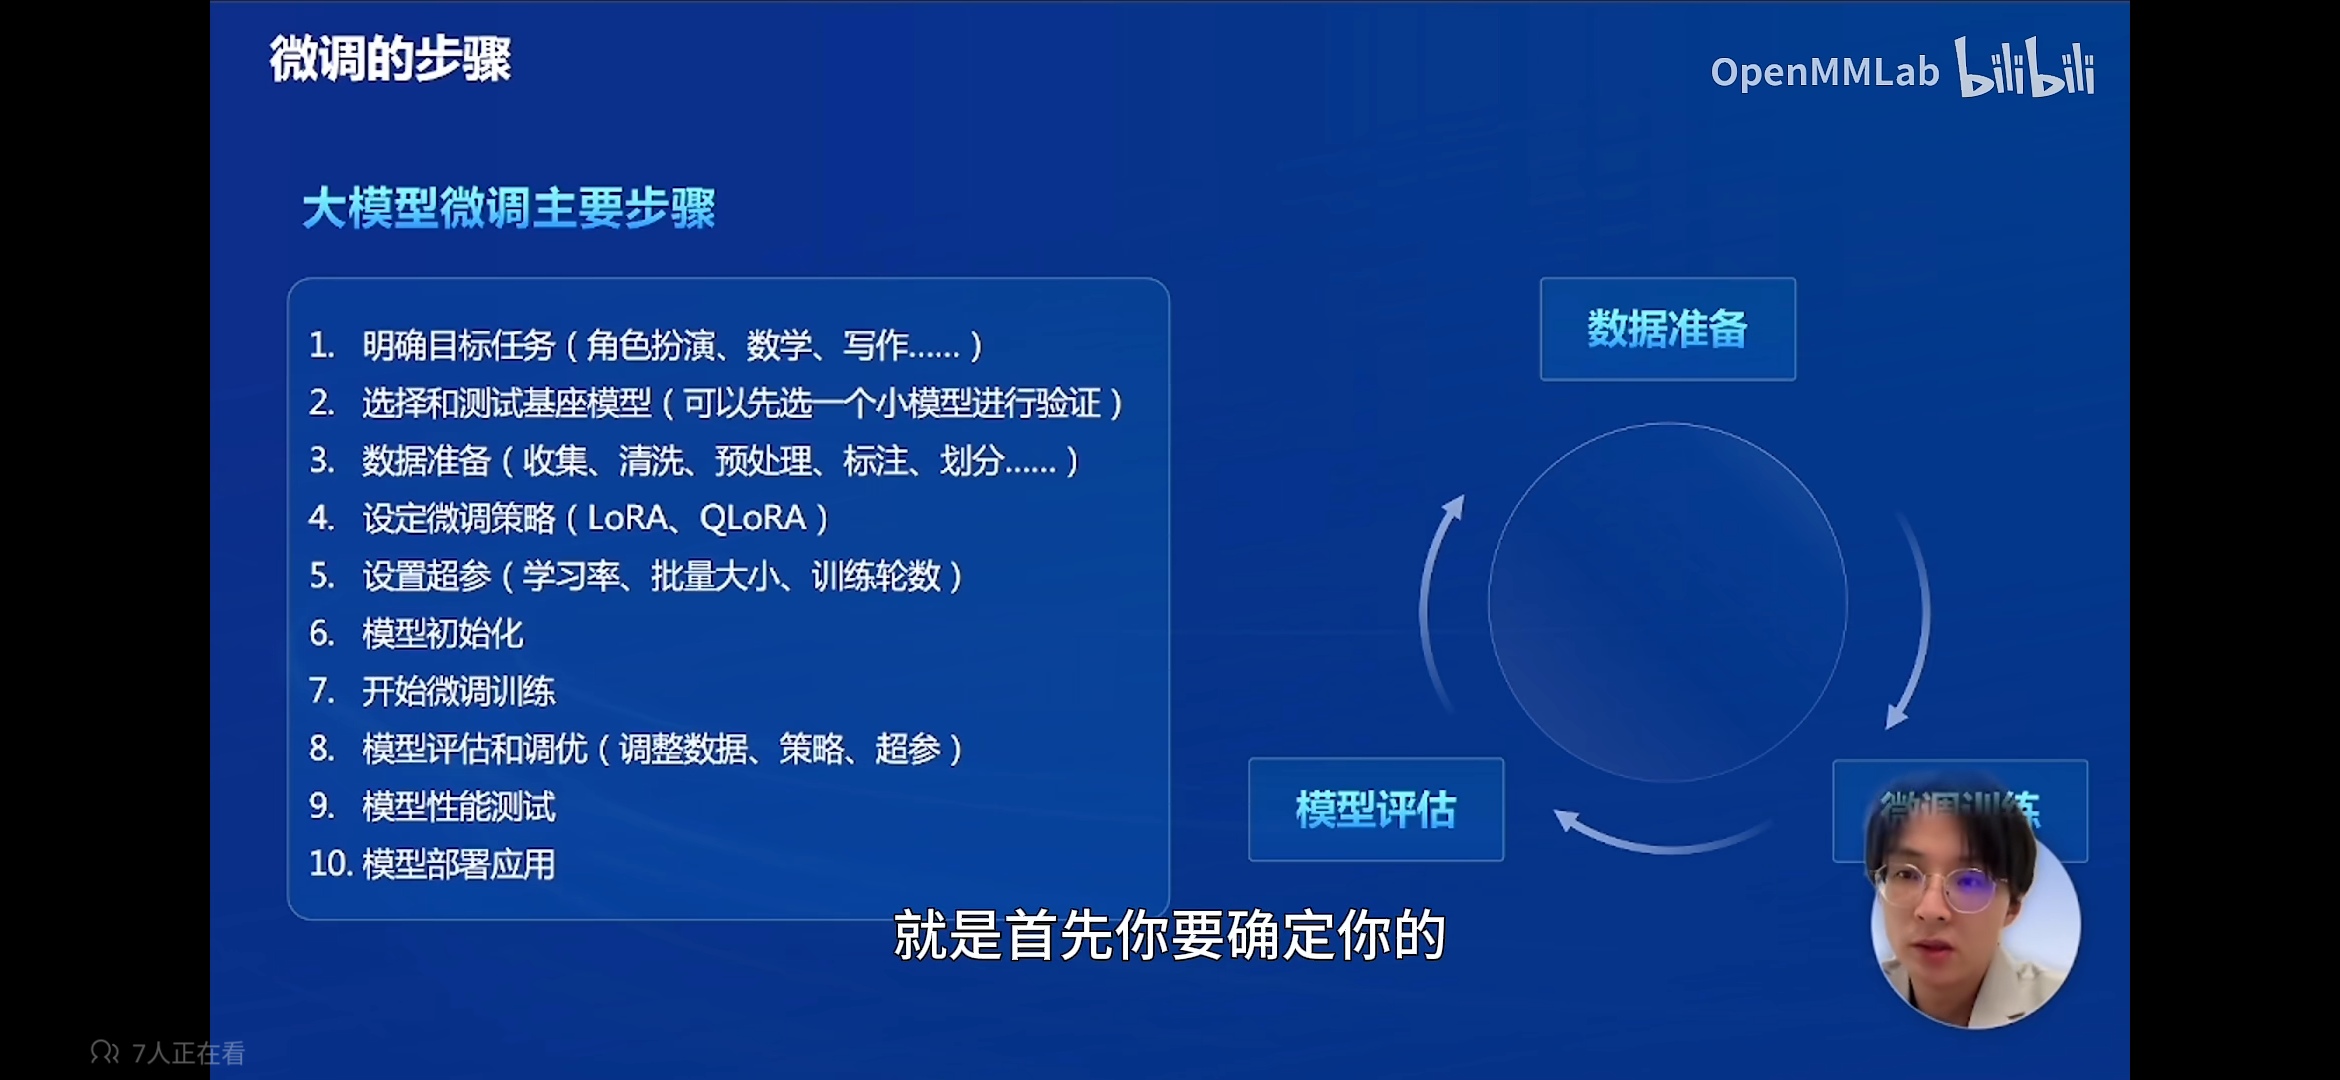 微调的步骤
OpenMMLab bilibili
大模型微调主要步骤
1. 明确目标任务（角色扮演、数学、写作......）
2. 选择和测试基座模型（可以先选一个小模型进行验证）
3. 数据准备（收集、清洗、预处理、标注、划分......）
4. 设定微调策略（LoRA、QLoRA）
5. 设置超参（学习率、批量大小、训练轮数）
6. 模型初始化
7. 开始微调训练
8. 模型评估和调优（调整数据、策略、超参）
9. 模型性能测试
10. 模型部署应用
数据准备
微调训练
模型评估
就是首先你要确定你的
7人正在看